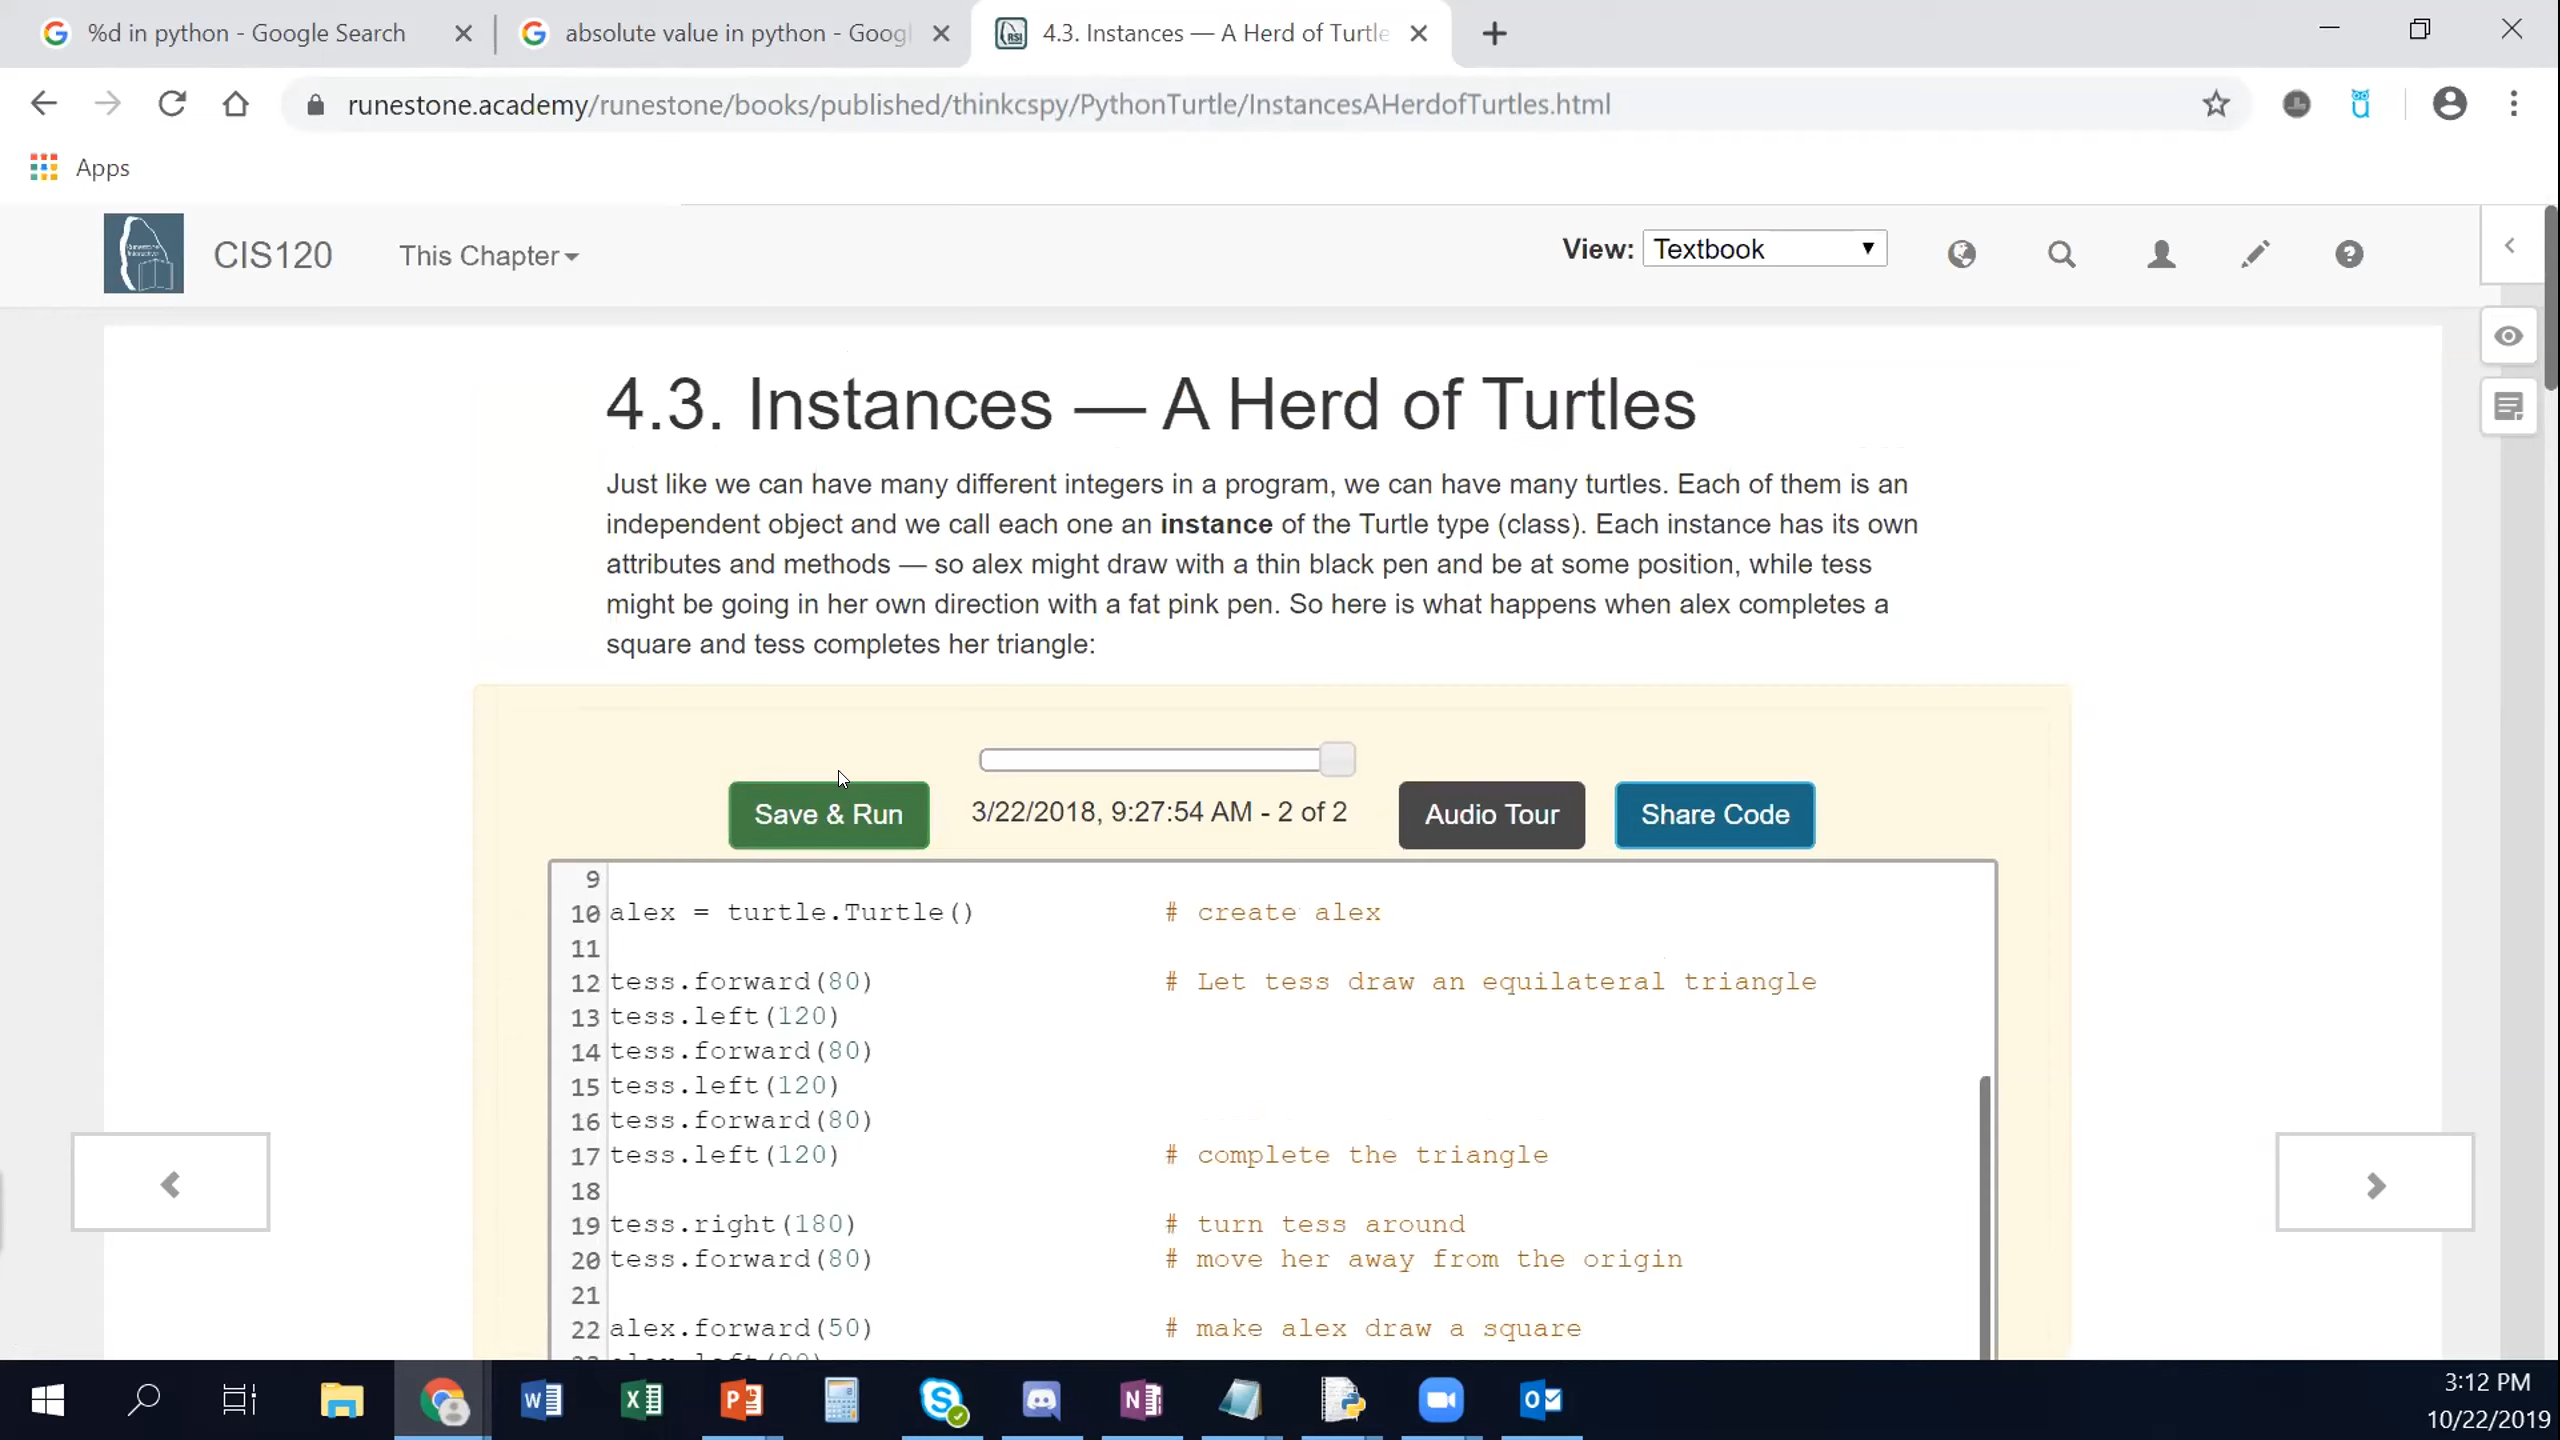 %d in python - Google Search
absolute value in python - Googl
4.3. Instances — A Herd of Turtle
runestone.academy/runestone/books/published/thinkcspy/PythonTurtle/InstancesAHerdofTurtles.html
Apps
CIS120
This Chapter
View:
Textbook
4.3. Instances — A Herd of Turtles
Just like we can have many different integers in a program, we can have many turtles. Each of them is an
independent object and we call each one an instance of the Turtle type (class). Each instance has its own
attributes and methods — so alex might draw with a thin black pen and be at some position, while tess
might be going in her own direction with a fat pink pen. So here is what happens when alex completes a
square and tess completes her triangle:
Save & Run
3/22/2018, 9:27:54 AM - 2 of 2
Audio Tour
Share Code
9
10 alex = turtle.Turtle() # create alex
11
12 tess.forward(80) # Let tess draw an equilateral triangle
13 tess.left(120)
14 tess.forward(80)
15 tess.left(120)
16 tess.forward(80)
17 tess.left(120) # complete the triangle
18
19 tess.right(180) # turn tess around
20 tess.forward(80) # move her away from the origin
21
22 alex.forward(50) # make alex draw a square
3:12 PM
10/22/2019